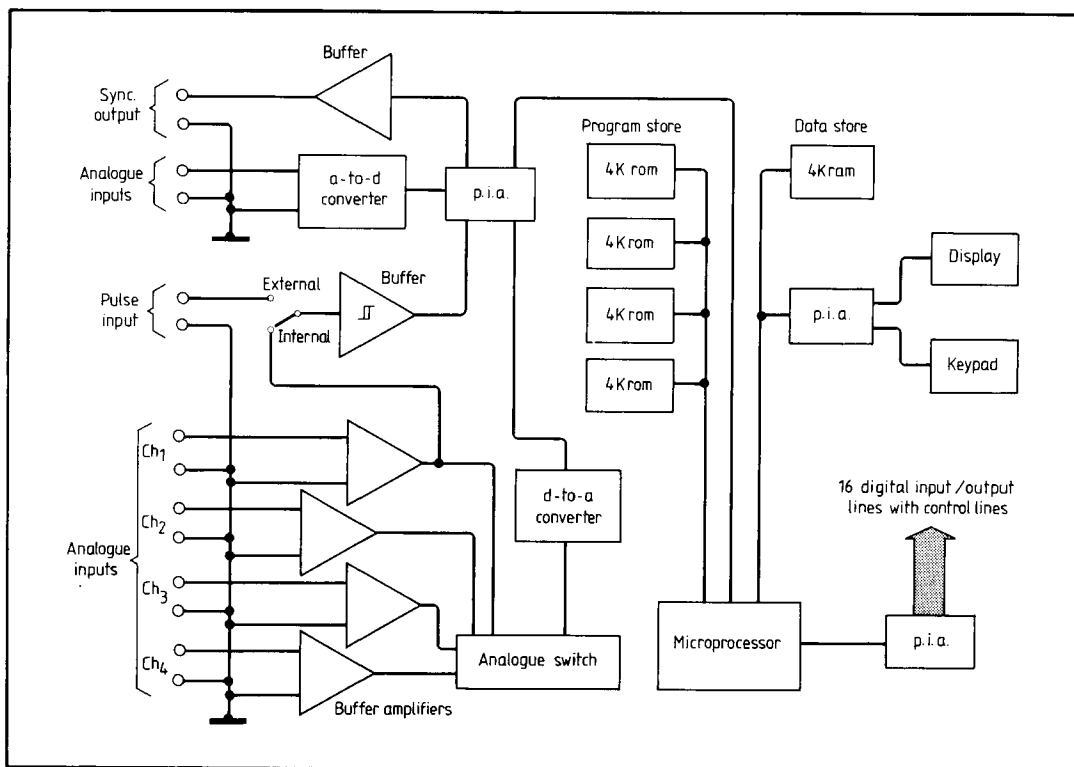 Buffer
Sync.
output
Analogue
inputs
a-to-d
converter
p.i.a.
Program store
4K rom
4K rom
4K rom
4K rom
Data store
4K ram
Display
p.i.a.
Keypad
Pulse
input
External
Internal
Buffer
Analogue
inputs
Ch1
Ch2
Ch3
Ch4
Buffer amplifiers
d-to-a
converter
Analogue switch
Microprocessor
16 digital input/output
lines with control lines
p.i.a.